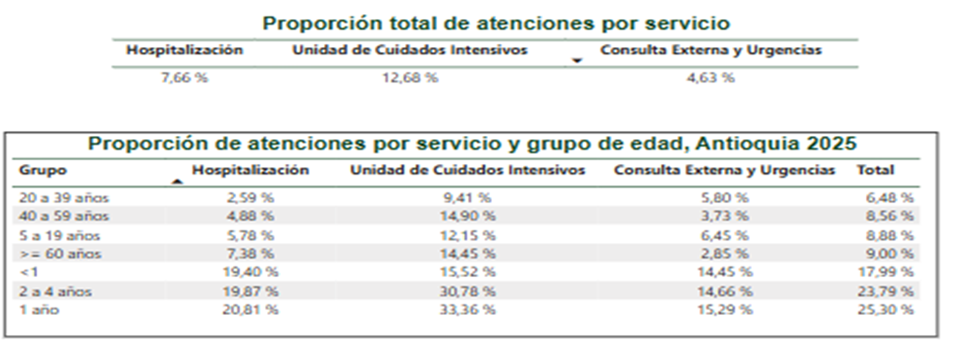 Proporción total de atenciones por servicio
Hospitalización Unidad de Cuidados Intensivos Consulta Externa y Urgencias
7,66 % 12,68 % 4,63 %
Proporción de atenciones por servicio y grupo de edad, Antioquia 2025
Grupo Hospitalización Unidad de Cuidados Intensivos Consulta Externa y Urgencias Total
20 a 39 años 2,59 % 9,41 % 5,80 % 6,48 %
40 a 59 años 4,88 % 14,90 % 3,73 % 8,56 %
5 a 19 años 5,78 % 12,15 % 6,45 % 8,88 %
>= 60 años 7,38 % 14,45 % 2,85 % 9,00 %
<1 19,40 % 15,52 % 14,45 % 17,99 %
2 a 4 años 19,87 % 30,78 % 14,66 % 23,79 %
1 año 20,81 % 33,36 % 15,29 % 25,30 %